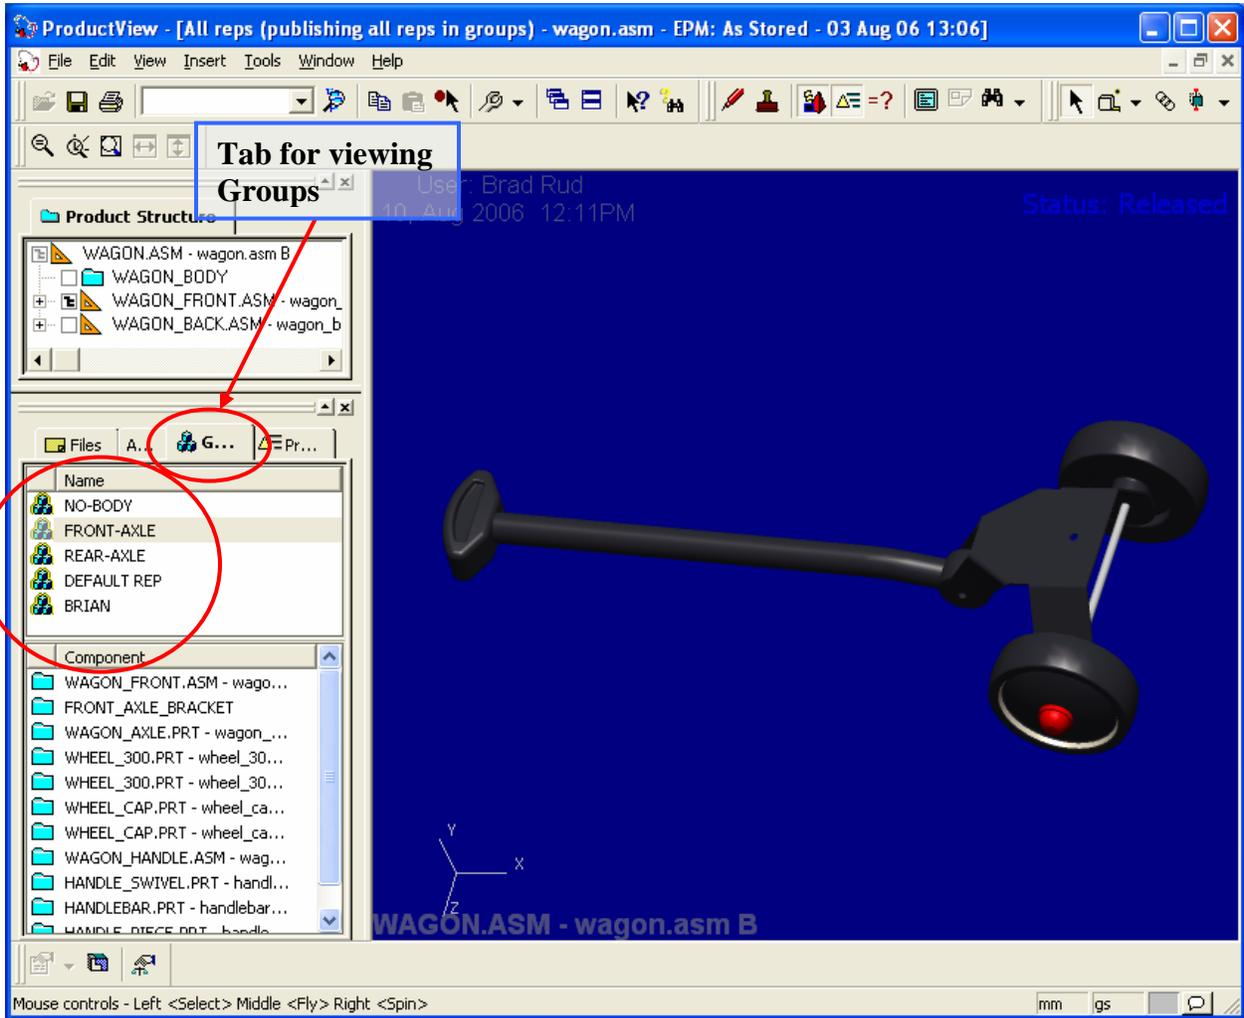 ProductView - [All reps (publishing all reps in groups) - wagon.asm - EPM: As Stored - 03 Aug 06 13:06]
File Edit View Insert Tools Window Help
Tab for viewing
Groups
User: Brad Rud
10, Aug 2006 12:11PM
Status: Released
Product Structure
WAGON.ASM - wagon.asm B
WAGON_BODY
WAGON_FRONT.ASM - wagon_
WAGON_BACK.ASM - wagon_b
Files A... G... Pr...
Name
NO-BODY
FRONT-AXLE
REAR-AXLE
DEFAULT REP
BRIAN
Component
WAGON_FRONT.ASM - wago...
FRONT_AXLE_BRACKET
WAGON_AXLE.PRT - wagon_...
WHEEL_300.PRT - wheel_30...
WHEEL_300.PRT - wheel_30...
WHEEL_CAP.PRT - wheel_ca...
WHEEL_CAP.PRT - wheel_ca...
WAGON_HANDLE.ASM - wag...
HANDLE_SWIVEL.PRT - handl...
HANDLEBAR.PRT - handlebar...
HANDLE_PIECE.PRT - handle
Y
X
Z
WAGON.ASM - wagon.asm B
Mouse controls - Left <Select> Middle <Fly> Right <Spin>
mm gs